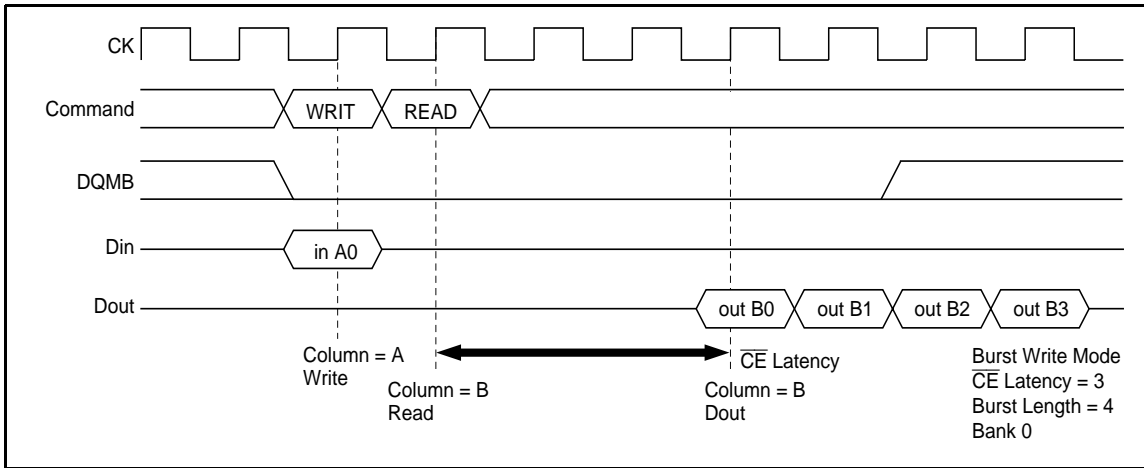 CK
Command
WRIT
READ
DQMB
Din
in A0
Dout
out B0
out B1
out B2
out B3
Column = A
Write
Column = B
Read
CE Latency
Column = B
Dout
Burst Write Mode
CE Latency = 3
Burst Length = 4
Bank 0